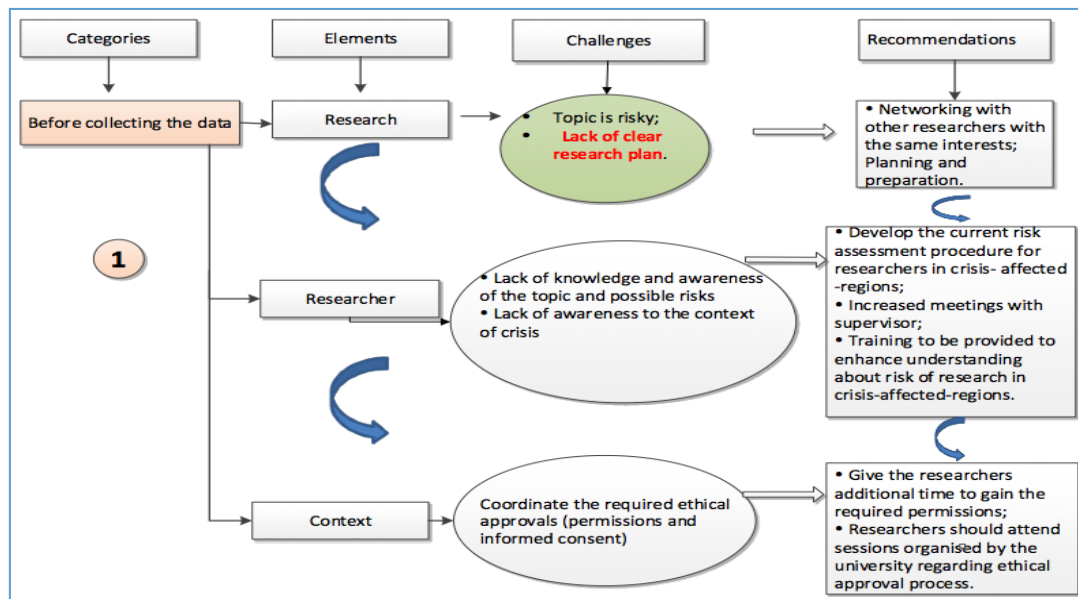 Categories
Elements
Challenges
Recommendations
Before collecting the data
Research
• Topic is risky;
• Lack of clear
research plan.
• Networking with
other researchers with
the same interests;
Planning and
preparation.
1
Researcher
• Lack of knowledge and awareness
of the topic and possible risks
• Lack of awareness to the context
of crisis
• Develop the current risk
assessment procedure for
researchers in crisis- affected
-regions;
• Increased meetings with
supervisor;
• Training to be provided to
enhance understanding
about risk of research in
crisis-affected-regions.
Context
Coordinate the required ethical
approvals (permissions and
informed consent)
• Give the researchers
additional time to gain the
required permissions;
• Researchers should attend
sessions organised by the
university regarding ethical
approval process.